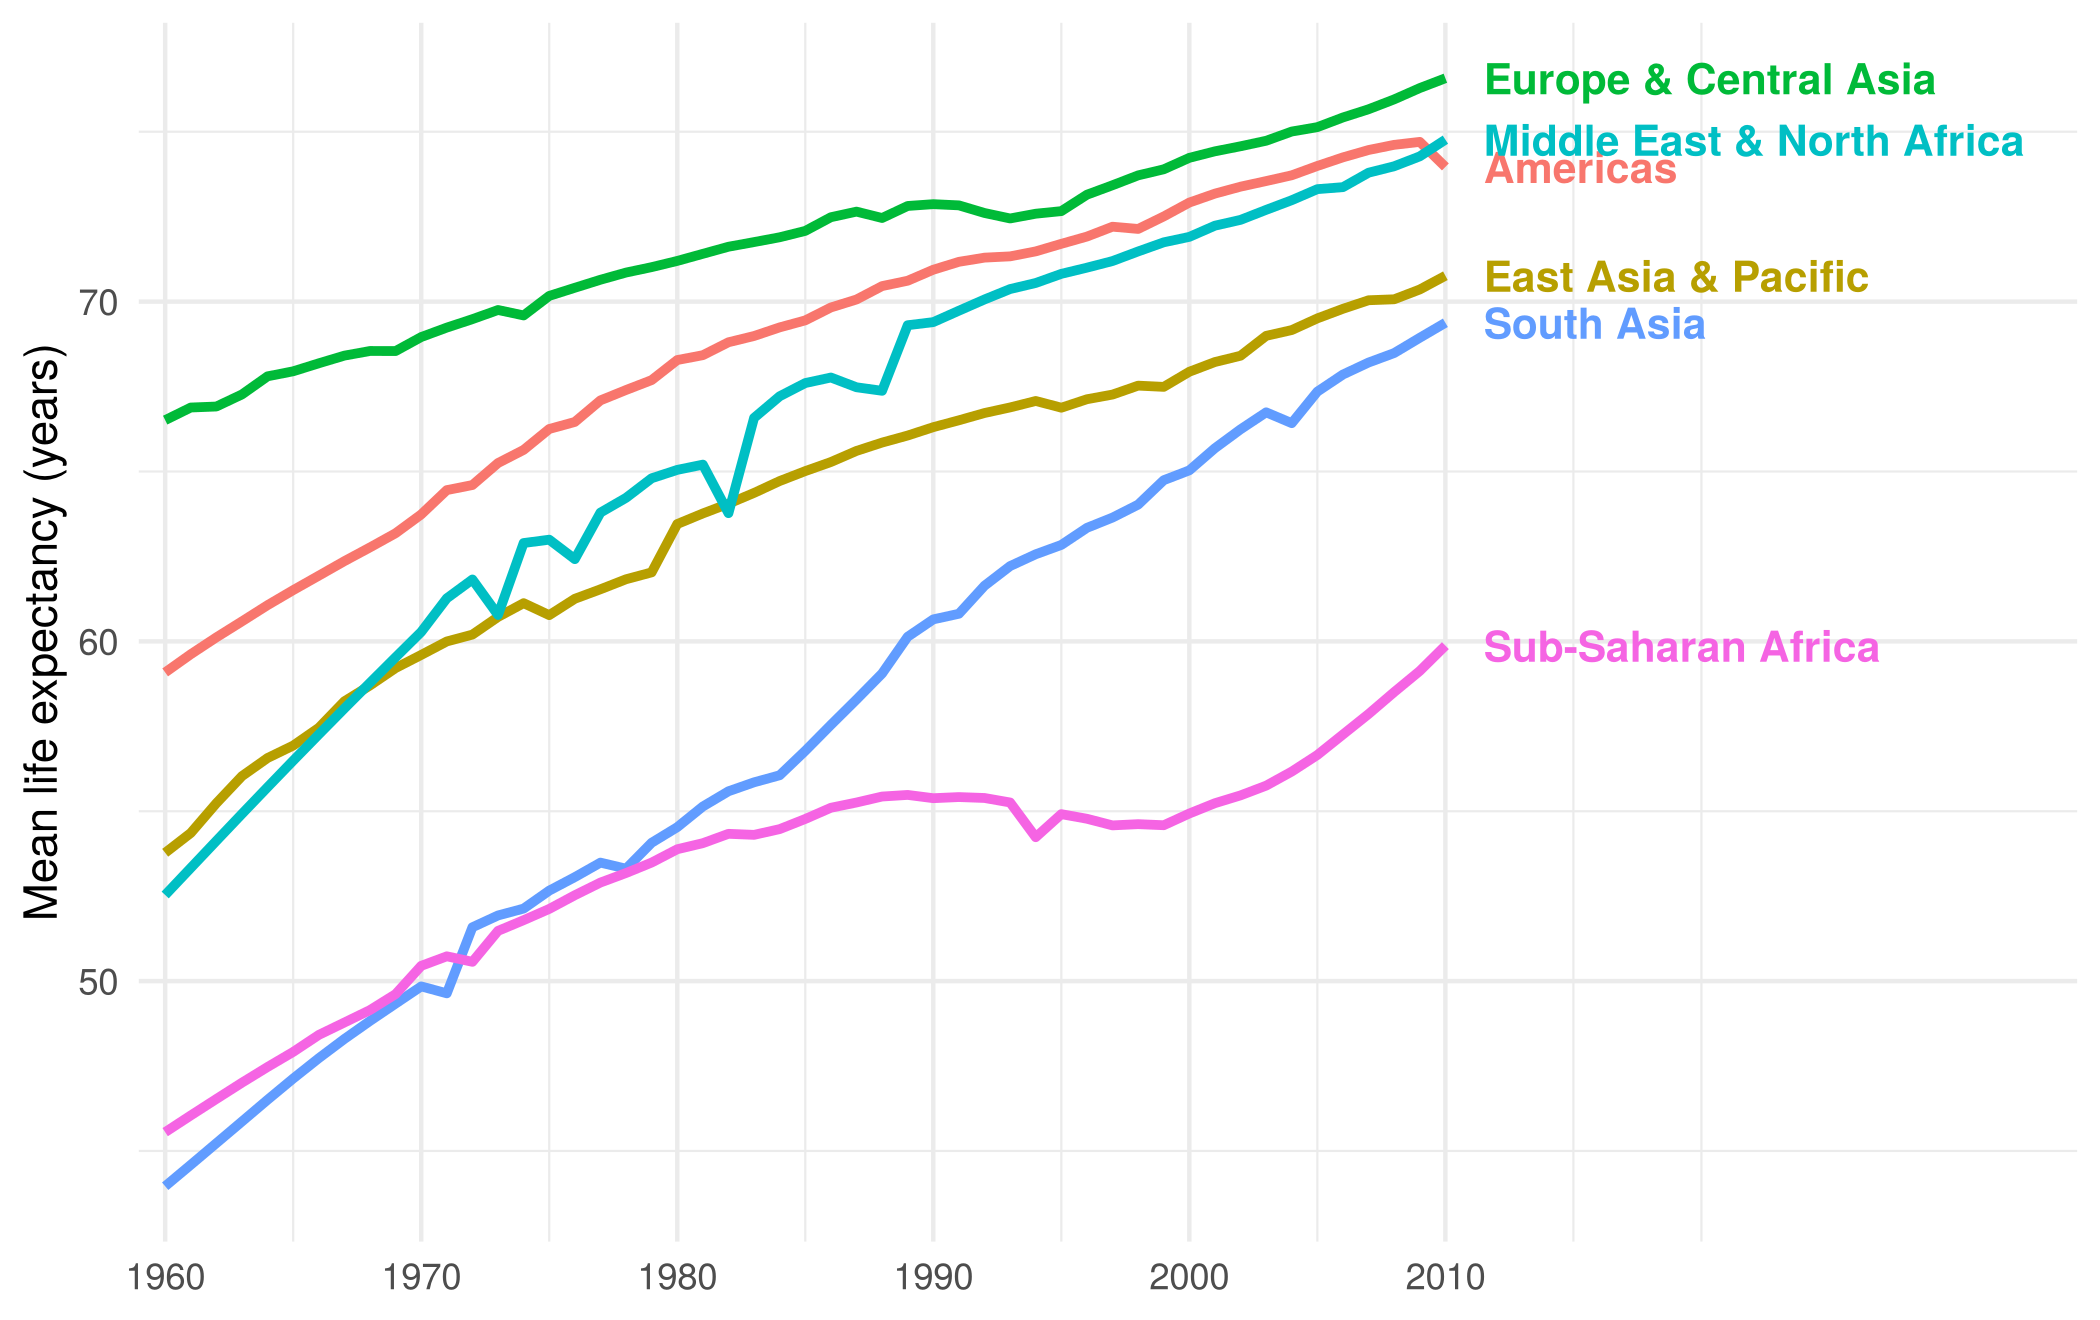 Europe & Central Asia
Middle East & North Africa
Americas
East Asia & Pacific
South Asia
Sub-Saharan Africa
Mean life expectancy (years)
70
60
50
1960 1970 1980 1990 2000 2010